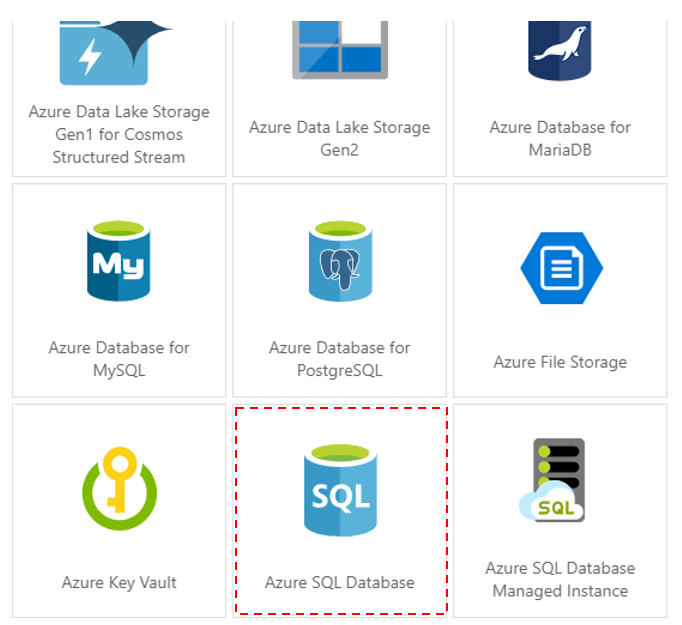 Azure Data Lake Storage
Gen1 for Cosmos
Structured Stream
Azure Data Lake Storage
Gen2
Azure Database for
MariaDB
My
Azure Database for
MySQL
Azure Database for
PostgreSQL
Azure File Storage
Azure Key Vault
SQL
Azure SQL Database
SQL
Azure SQL Database
Managed Instance